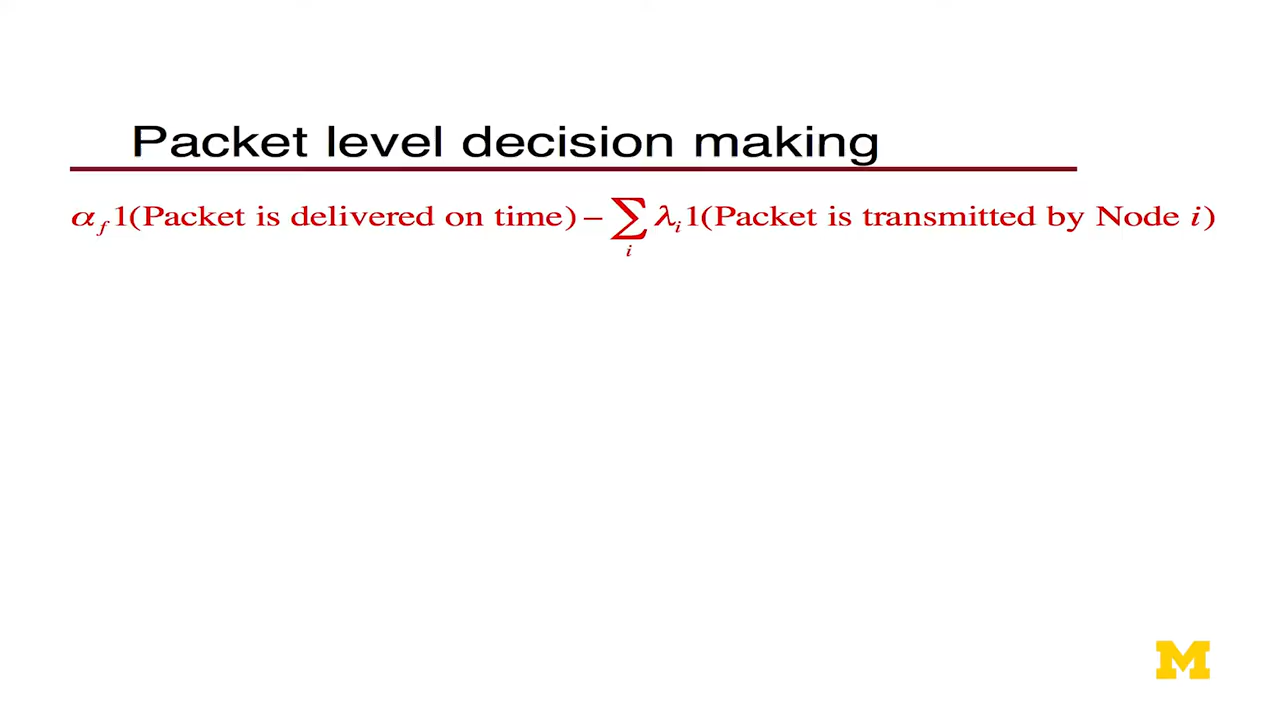 Packet level decision making
α_f 1(Packet is delivered on time) – ∑_i λ_i 1(Packet is transmitted by Node i)
M